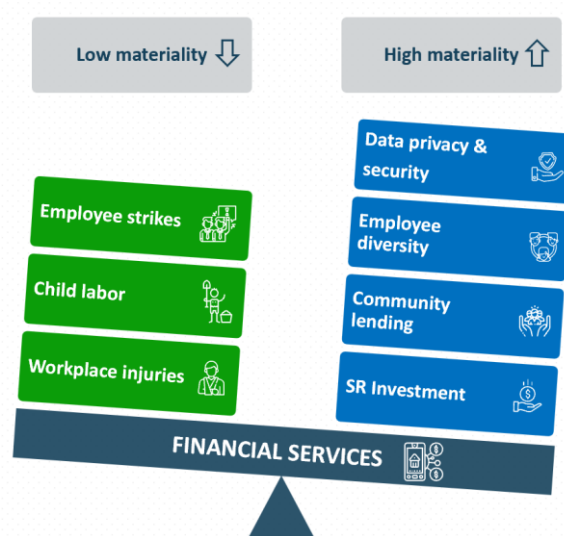 Low materiality
High materiality
Data privacy &
security
Employee strikes
Employee
diversity
Child labor
Community
lending
Workplace injuries
SR Investment
FINANCIAL SERVICES